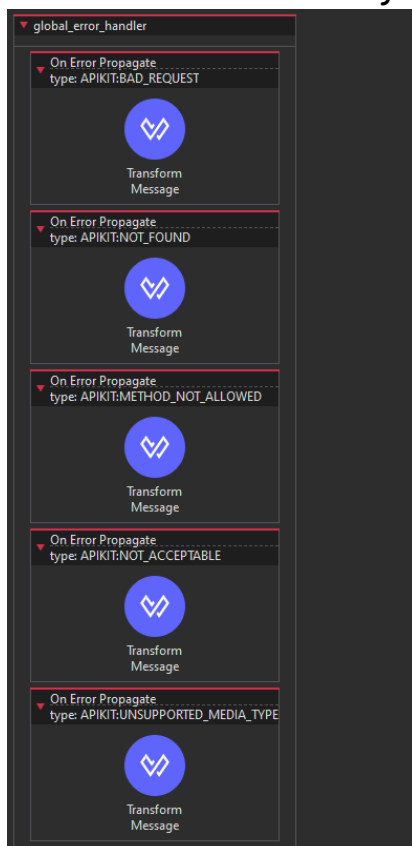 global_error_handler
On Error Propagate
type: APIKIT:BAD_REQUEST
Transform
Message
On Error Propagate
type: APIKIT:NOT_FOUND
Transform
Message
On Error Propagate
type: APIKIT:METHOD_NOT_ALLOWED
Transform
Message
On Error Propagate
type: APIKIT:NOT_ACCEPTABLE
Transform
Message
On Error Propagate
type: APIKIT:UNSUPPORTED_MEDIA_TYPE
Transform
Message